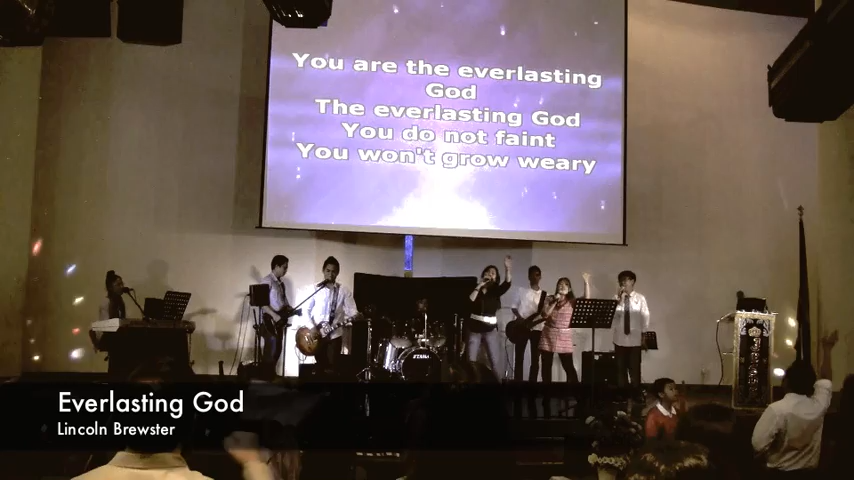 You are the everlasting
God
The everlasting God
You do not faint
You won't grow weary
TAMA
Everlasting God
Lincoln Brewster